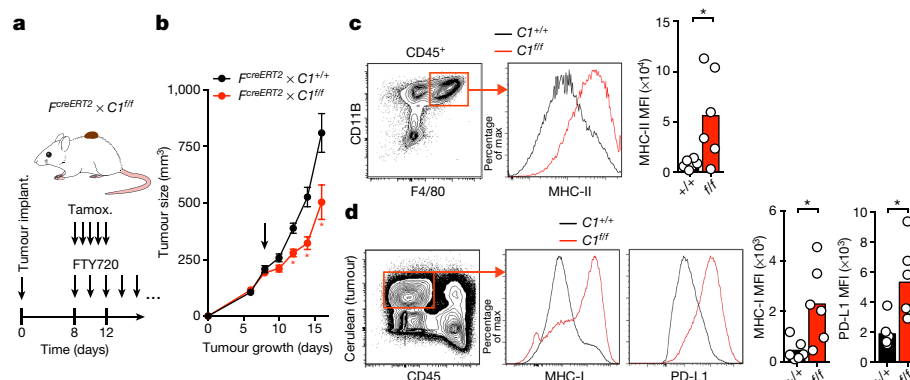 a
F^creERT2 × C1^f/f
Tumour implant.
Tamox.
FTY720
...
0 8 12
Time (days)
b
F^creERT2 × C1^+/+
F^creERT2 × C1^f/f
Tumour size (mm³)
1,000
750
500
250
0
*
*
*
*
0 5 10 15
Tumour growth (days)
c
CD45⁺
CD11B
F4/80
C1^+/+
C1^f/f
Percentage
of max
MHC-II
MHC-II MFI (×10⁴)
15
10
5
0
*
+/+ f/f
d
Cerulean (tumour)
CD45
C1^+/+
C1^f/f
Percentage
of max
MHC-I
PD-L1
MHC-I MFI (×10³)
6
4
2
0
*
+/+ f/f
PD-L1 MFI (×10³)
10
8
6
4
2
0
*
+/+ f/f